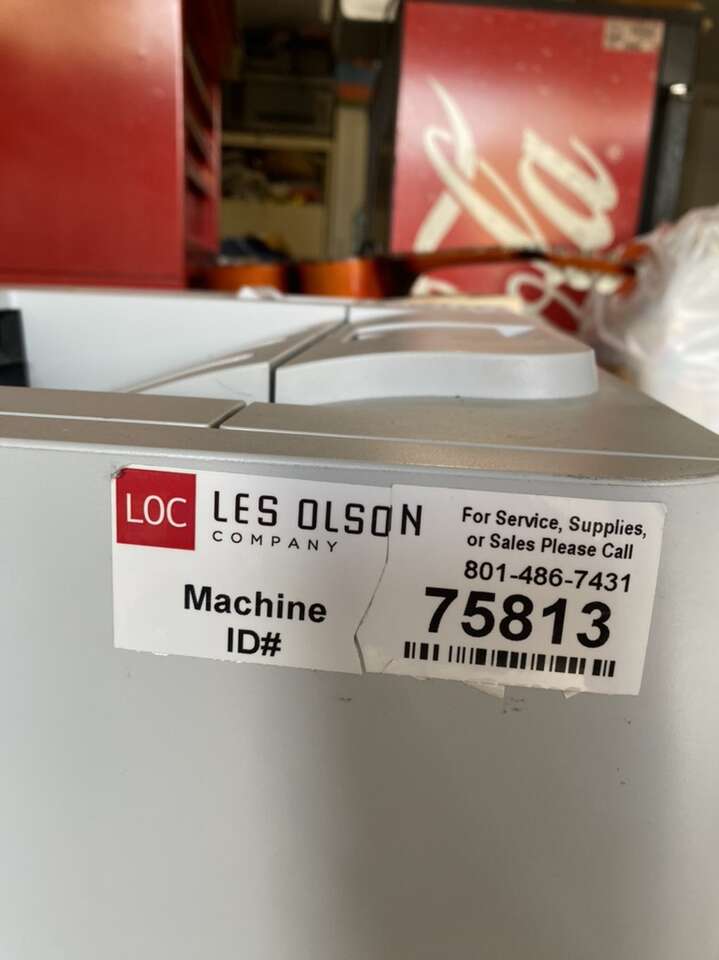 LOC LES OLSON
COMPANY
Machine
ID#
For Service, Supplies,
or Sales Please Call
801-486-7431
75813